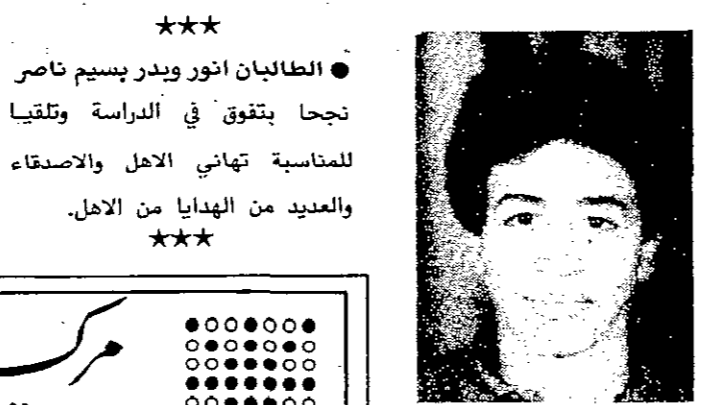 ★★★
● الطالبان انور وبدر بسيم ناصر
نجحا بتفوق في الدراسة وتلقيا
للمناسبة تهاني الاهل والاصدقاء
والعديد من الهدايا من الاهل.
★★★